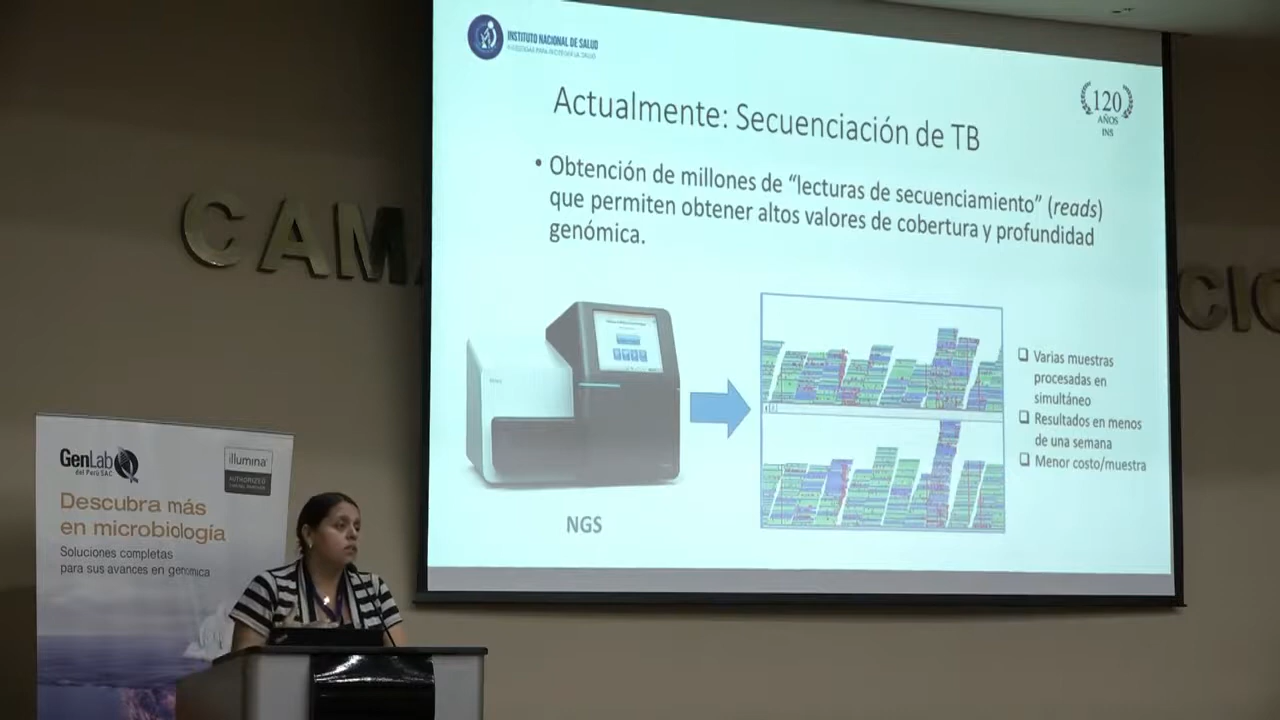 INSTITUTO NACIONAL DE SALUD
120
AÑOS
INS
Actualmente: Secuenciación de TB
• Obtención de millones de “lecturas de secuenciamiento” (reads)
que permiten obtener altos valores de cobertura y profundidad
genómica.
NGS
❑ Varias muestras
procesadas en
simultáneo
❑ Resultados en menos
de una semana
❑ Menor costo/muestra
CAM
CIO
GenLab
del Perú SAC
illumina
AUTHORIZED
Descubra más
en microbiología
Soluciones completas
para sus avances en genómica